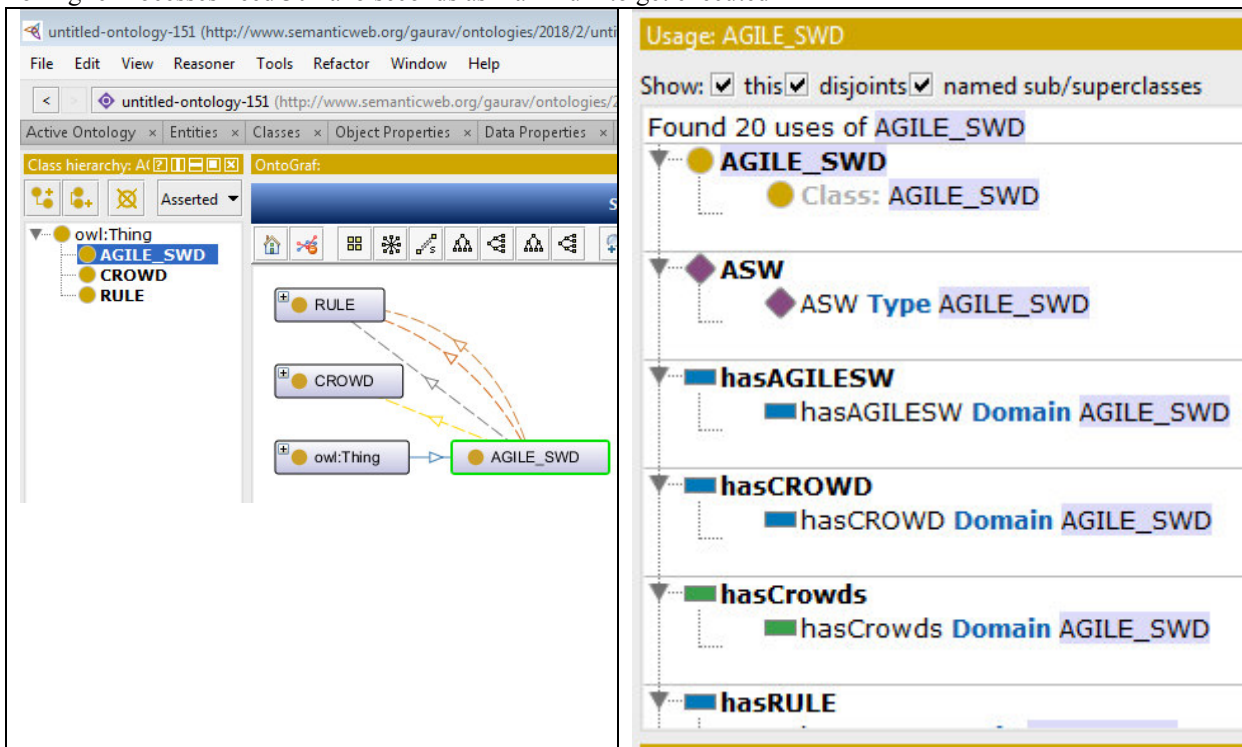 untitled-ontology-151 (http://www.semanticweb.org/gaurav/ontologies/2018/2/unti
File Edit View Reasoner Tools Refactor Window Help
< > untitled-ontology-151 (http://www.semanticweb.org/gaurav/ontologies/2
Active Ontology × Entities × Classes × Object Properties × Data Properties ×
Class hierarchy: A
OntoGraf:
Asserted
S
owl:Thing
AGILE_SWD
CROWD
RULE
RULE
CROWD
owl:Thing
AGILE_SWD
Usage: AGILE_SWD
Show: this disjoints named sub/superclasses
Found 20 uses of AGILE_SWD
AGILE_SWD
Class: AGILE_SWD
ASW
ASW Type AGILE_SWD
hasAGILESW
hasAGILESW Domain AGILE_SWD
hasCROWD
hasCROWD Domain AGILE_SWD
hasCrowds
hasCrowds Domain AGILE_SWD
hasRULE